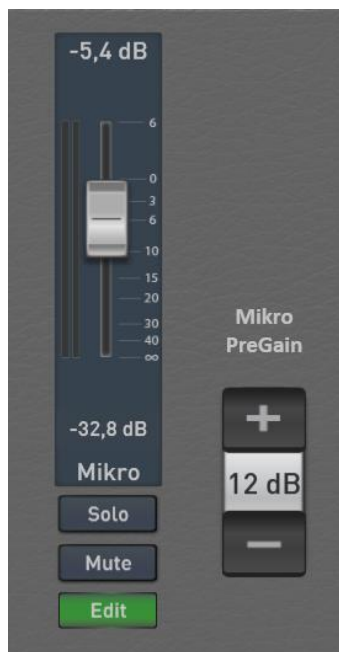 -5,4 dB
6
0
3
6
10
15
20
30
40
∞
-32,8 dB
Mikro
Solo
Mute
Edit
Mikro
PreGain
+
12 dB
−